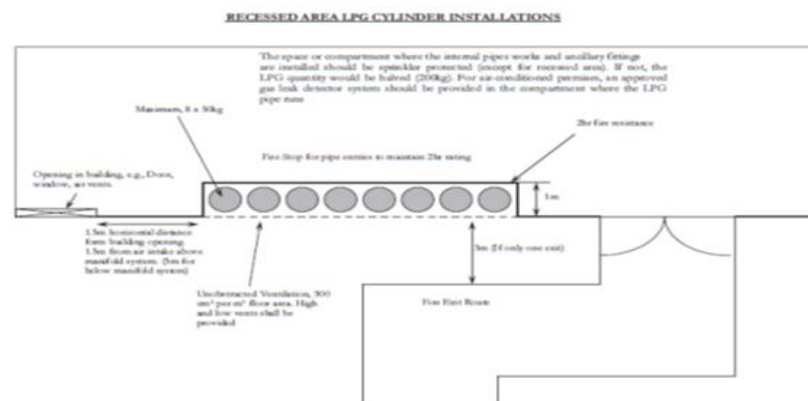 RECESSED AREA LPG CYLINDER INSTALLATIONS
The space or compartment where the internal pipes works and ancillary fittings
are installed should be sprinkler protected (except for recessed area). If not, the
LPG quantity would be halved (200kg). For air-conditioned premises, an approved
gas leak detector system should be provided in the compartment where the LPG
pipe runs
Maximum, 8 x 50kg
2hr fire resistance
Fire Stop for pipe entries to maintain 2hr rating
Opening in building, e.g., Door,
window, air vents.
1m
1.5m horizontal distance
form building opening.
1.5m from air intake above
manifold system. (5m for
below manifold system)
3m (If only one exit)
Unobstructed Ventilation, 300
cm² per m² floor area. High
and low vents shall be
provided
Fire Exit Route